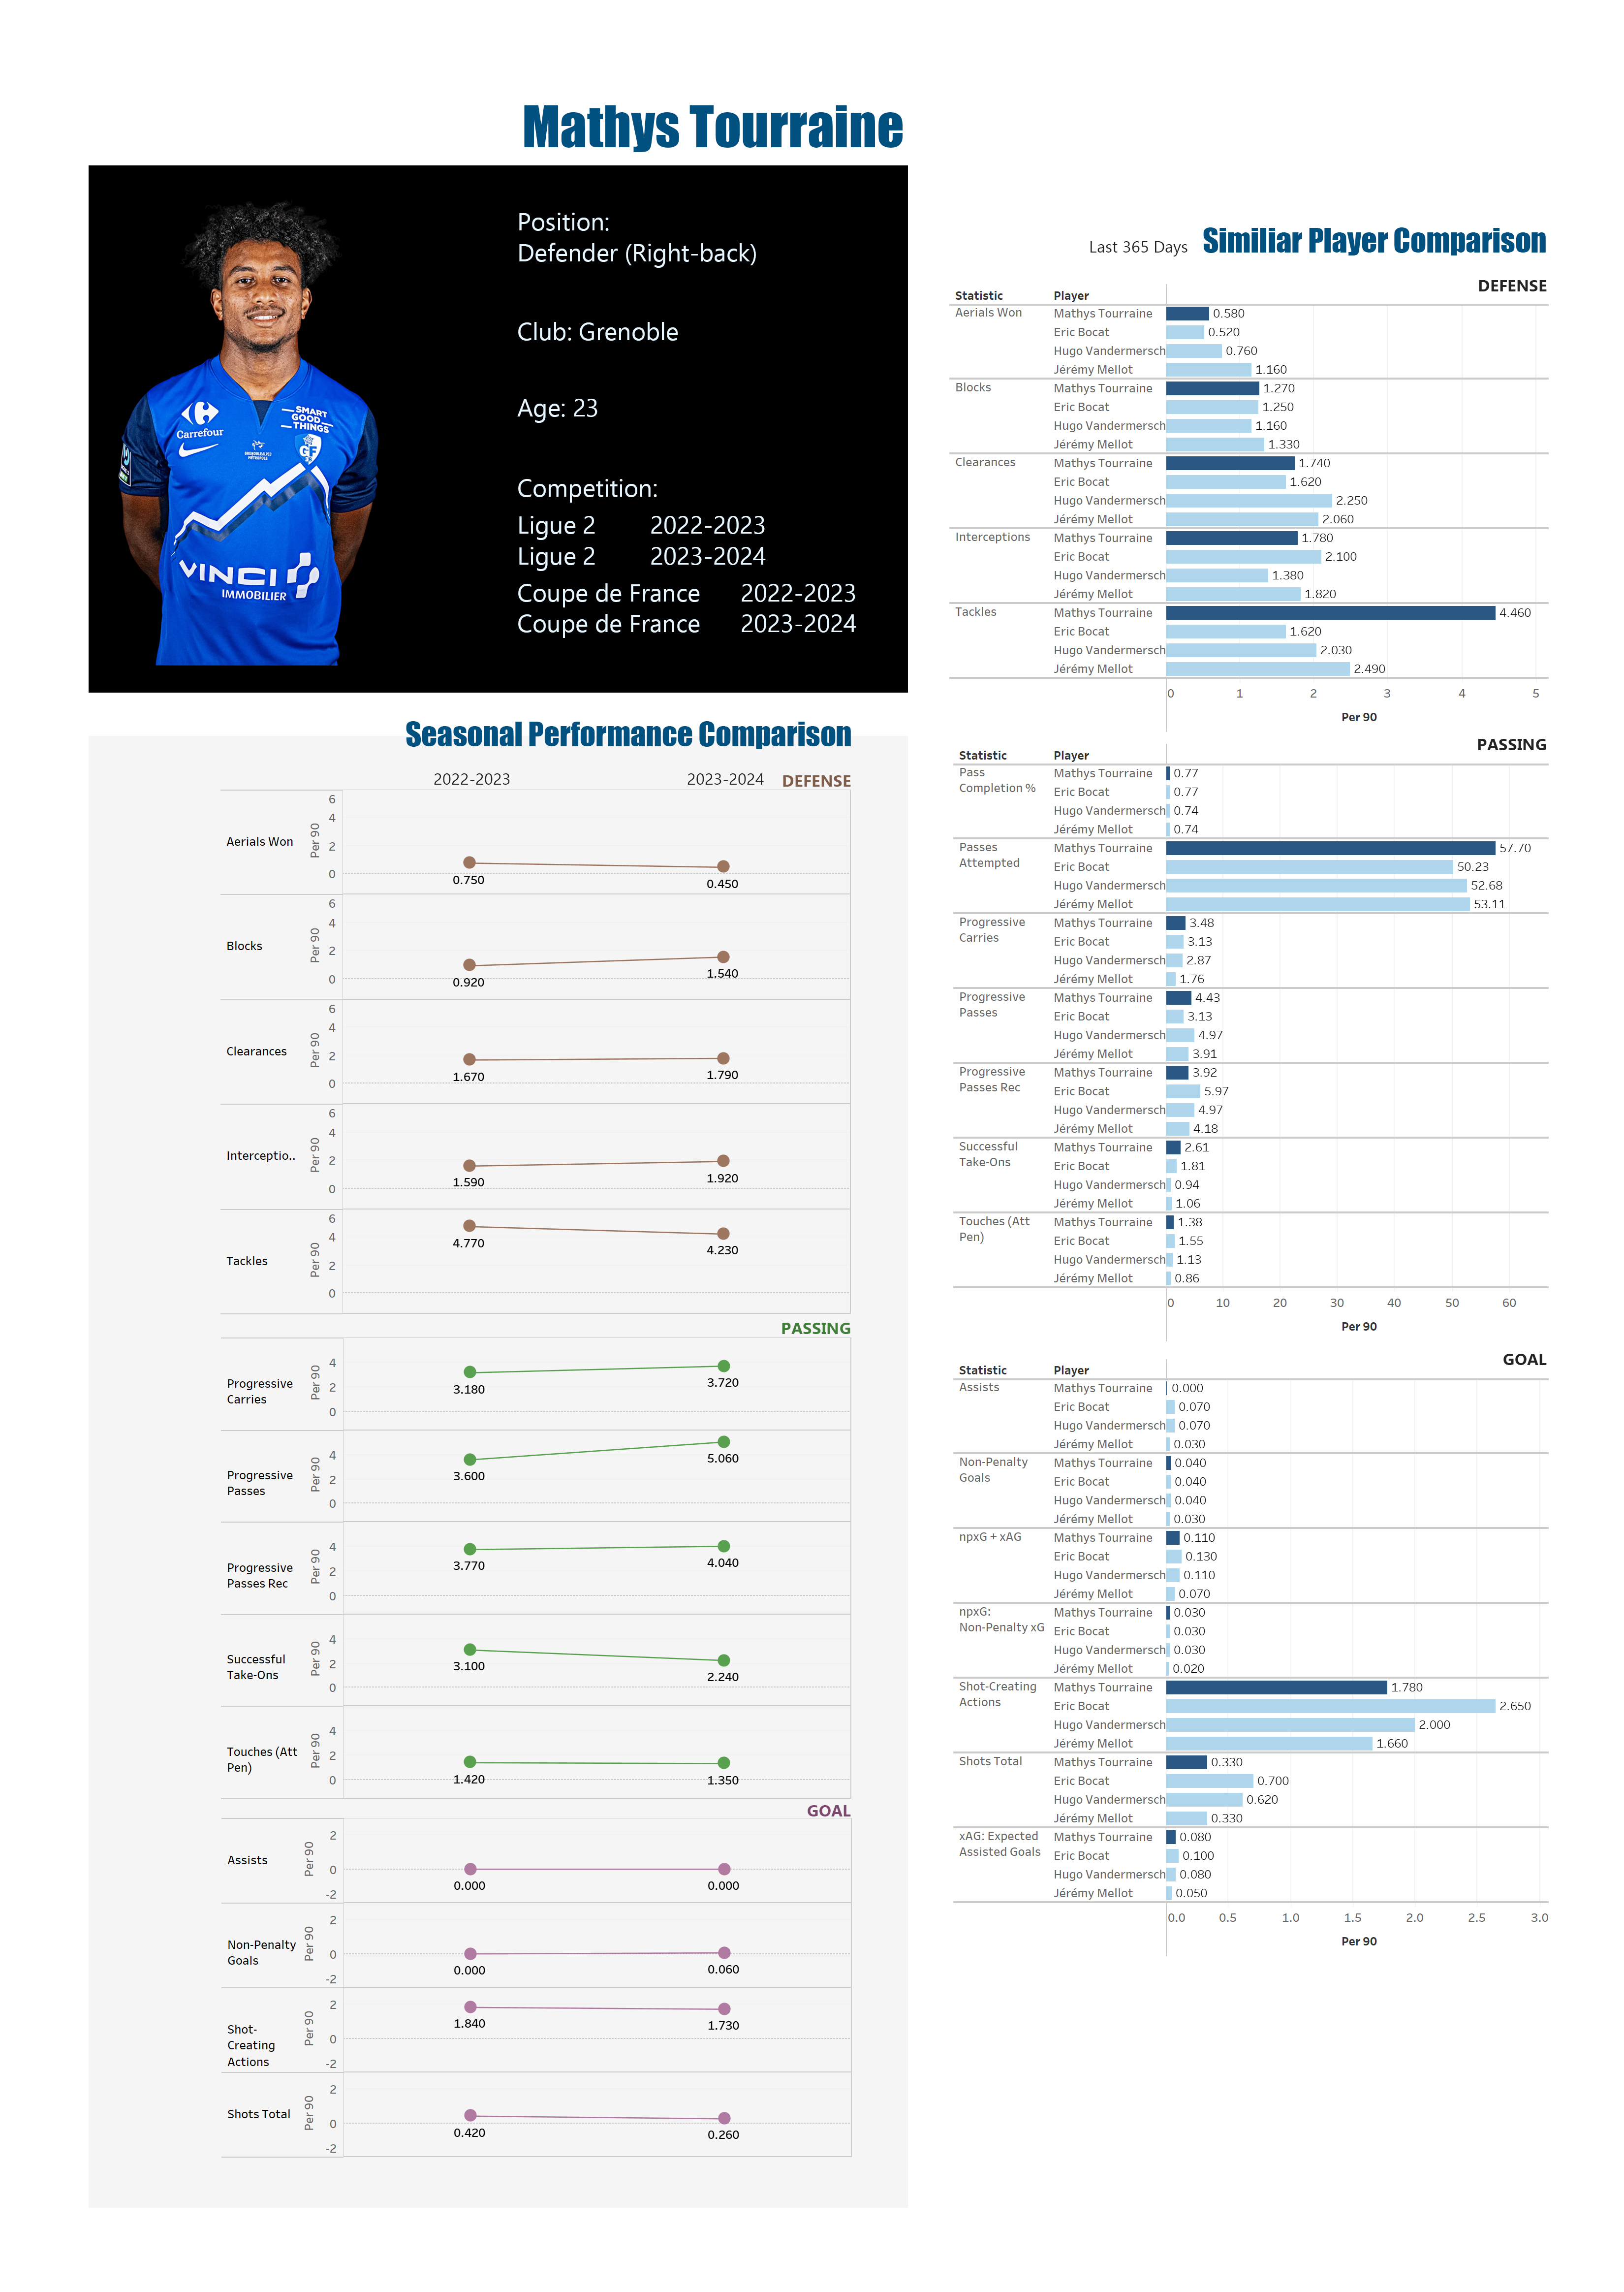 Mathys Tourraine
Position:
Defender (Right-back)
Club: Grenoble
Age: 23
Competition:
Ligue 2 2022-2023
Ligue 2 2023-2024
Coupe de France 2022-2023
Coupe de France 2023-2024
Carrefour
SMART
GOOD
THINGS
GF
38
VINCI
IMMOBILIER
Seasonal Performance Comparison
2022-2023 2023-2024 DEFENSE
Aerials Won Per 90 6 4 2 0 0.750 0.450
Blocks Per 90 6 4 2 0 0.920 1.540
Clearances Per 90 6 4 2 0 1.670 1.790
Interceptio.. Per 90 6 4 2 0 1.590 1.920
Tackles Per 90 6 4 2 0 4.770 4.230
PASSING
Progressive
Carries Per 90 4 2 0 3.180 3.720
Progressive
Passes Per 90 4 2 0 3.600 5.060
Progressive
Passes Rec Per 90 4 2 0 3.770 4.040
Successful
Take-Ons Per 90 4 2 0 3.100 2.240
Touches (Att
Pen) Per 90 4 2 0 1.420 1.350
GOAL
Assists Per 90 2 0 -2 0.000 0.000
Non-Penalty
Goals Per 90 2 0 -2 0.000 0.060
Shot-
Creating
Actions Per 90 2 0 -2 1.840 1.730
Shots Total Per 90 2 0 -2 0.420 0.260
Last 365 Days Similiar Player Comparison
DEFENSE
Statistic Player
Aerials Won Mathys Tourraine 0.580
Eric Bocat 0.520
Hugo Vandermersch 0.760
Jérémy Mellot 1.160
Blocks Mathys Tourraine 1.270
Eric Bocat 1.250
Hugo Vandermersch 1.160
Jérémy Mellot 1.330
Clearances Mathys Tourraine 1.740
Eric Bocat 1.620
Hugo Vandermersch 2.250
Jérémy Mellot 2.060
Interceptions Mathys Tourraine 1.780
Eric Bocat 2.100
Hugo Vandermersch 1.380
Jérémy Mellot 1.820
Tackles Mathys Tourraine 4.460
Eric Bocat 1.620
Hugo Vandermersch 2.030
Jérémy Mellot 2.490
0 1 2 3 4 5
Per 90
PASSING
Statistic Player
Pass Mathys Tourraine 0.77
Completion % Eric Bocat 0.77
Hugo Vandermersch 0.74
Jérémy Mellot 0.74
Passes Mathys Tourraine 57.70
Attempted Eric Bocat 50.23
Hugo Vandermersch 52.68
Jérémy Mellot 53.11
Progressive Mathys Tourraine 3.48
Carries Eric Bocat 3.13
Hugo Vandermersch 2.87
Jérémy Mellot 1.76
Progressive Mathys Tourraine 4.43
Passes Eric Bocat 3.13
Hugo Vandermersch 4.97
Jérémy Mellot 3.91
Progressive Mathys Tourraine 3.92
Passes Rec Eric Bocat 5.97
Hugo Vandermersch 4.97
Jérémy Mellot 4.18
Successful Mathys Tourraine 2.61
Take-Ons Eric Bocat 1.81
Hugo Vandermersch 0.94
Jérémy Mellot 1.06
Touches (Att Mathys Tourraine 1.38
Pen) Eric Bocat 1.55
Hugo Vandermersch 1.13
Jérémy Mellot 0.86
0 10 20 30 40 50 60
Per 90
GOAL
Statistic Player
Assists Mathys Tourraine 0.000
Eric Bocat 0.070
Hugo Vandermersch 0.070
Jérémy Mellot 0.030
Non-Penalty Mathys Tourraine 0.040
Goals Eric Bocat 0.040
Hugo Vandermersch 0.040
Jérémy Mellot 0.030
npxG + xAG Mathys Tourraine 0.110
Eric Bocat 0.130
Hugo Vandermersch 0.110
Jérémy Mellot 0.070
npxG: Mathys Tourraine 0.030
Non-Penalty xG Eric Bocat 0.030
Hugo Vandermersch 0.030
Jérémy Mellot 0.020
Shot-Creating Mathys Tourraine 1.780
Actions Eric Bocat 2.650
Hugo Vandermersch 2.000
Jérémy Mellot 1.660
Shots Total Mathys Tourraine 0.330
Eric Bocat 0.700
Hugo Vandermersch 0.620
Jérémy Mellot 0.330
xAG: Expected Mathys Tourraine 0.080
Assisted Goals Eric Bocat 0.100
Hugo Vandermersch 0.080
Jérémy Mellot 0.050
0.0 0.5 1.0 1.5 2.0 2.5 3.0
Per 90